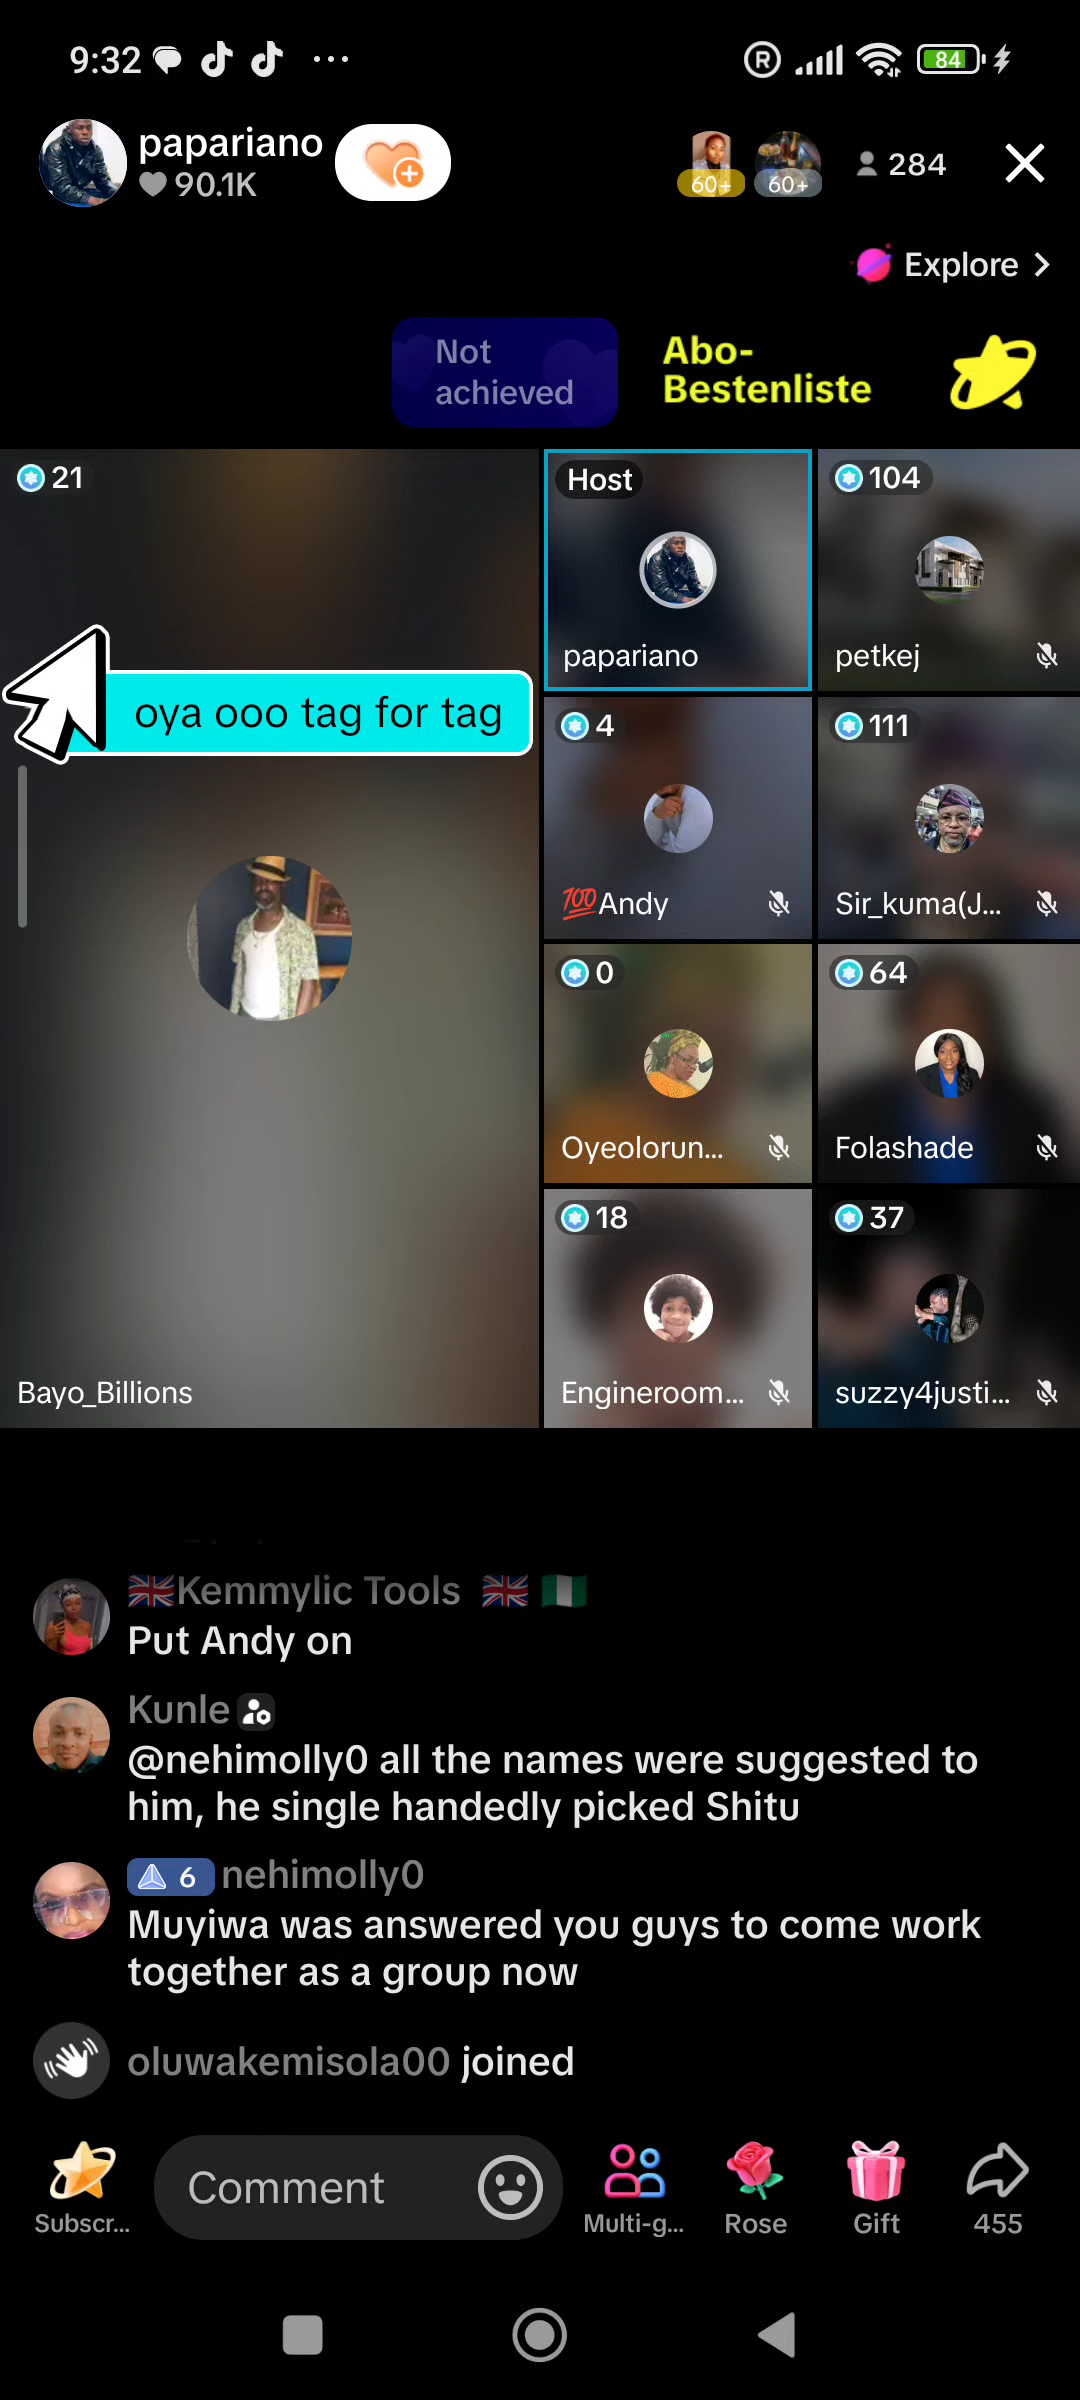 9:32
84
papariano
90.1K
60+
60+
284
Explore
Not
achieved
Abo-
Bestenliste
21
Host
104
oya ooo tag for tag
papariano
petkej
4
111
💯Andy
Sir_kuma(J...
0
64
Oyeolorun...
Folashade
18
37
Bayo_Billions
Engineroom...
suzzy4justi...
🇬🇧Kemmylic Tools 🇬🇧 🇳🇬
Put Andy on
Kunle
@nehimolly0 all the names were suggested to
him, he single handedly picked Shitu
6 nehimolly0
Muyiwa was answered you guys to come work
together as a group now
oluwakemisola00 joined
Comment
Subscr...
Multi-g...
Rose
Gift
455